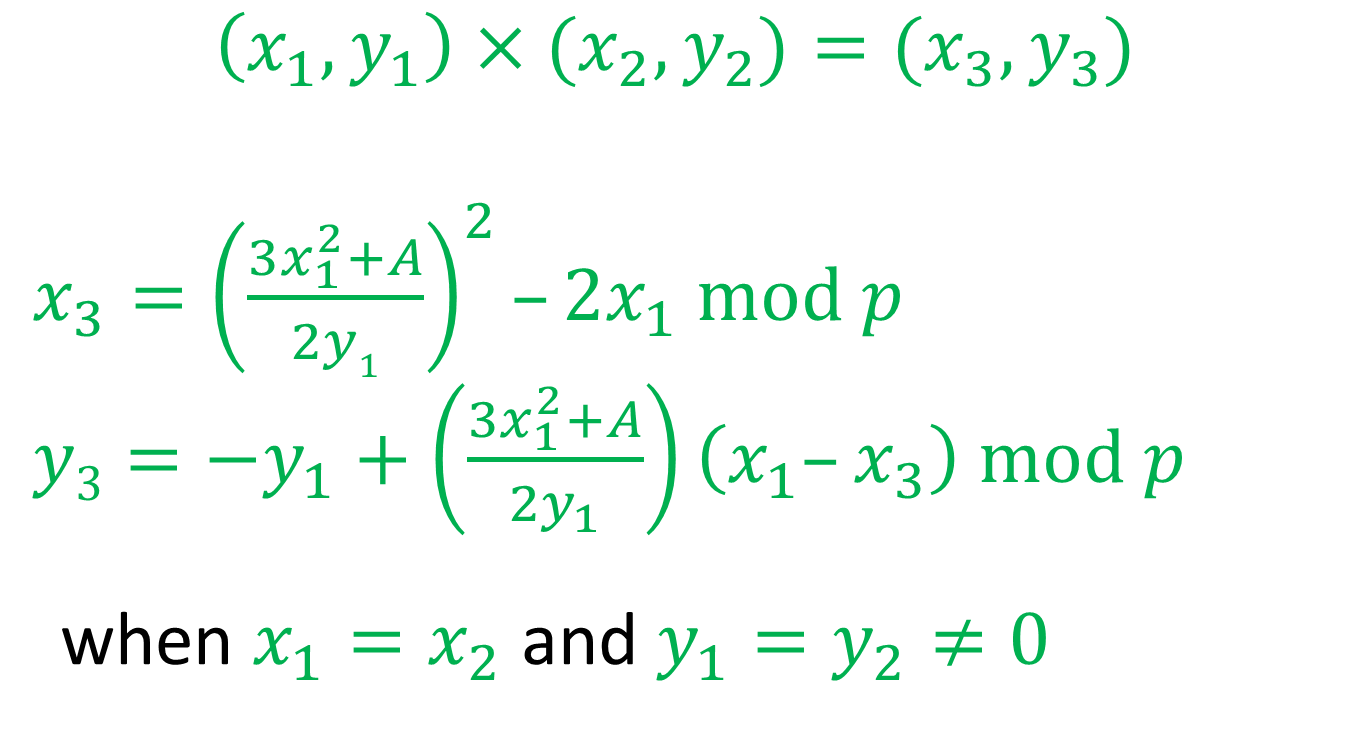 (x₁, y₁) × (x₂, y₂) = (x₃, y₃)
x₃ = ((3x₁²+A)/(2y₁))² – 2x₁ mod p
y₃ = −y₁ + ((3x₁²+A)/(2y₁)) (x₁– x₃) mod p
when x₁ = x₂ and y₁ = y₂ ≠ 0